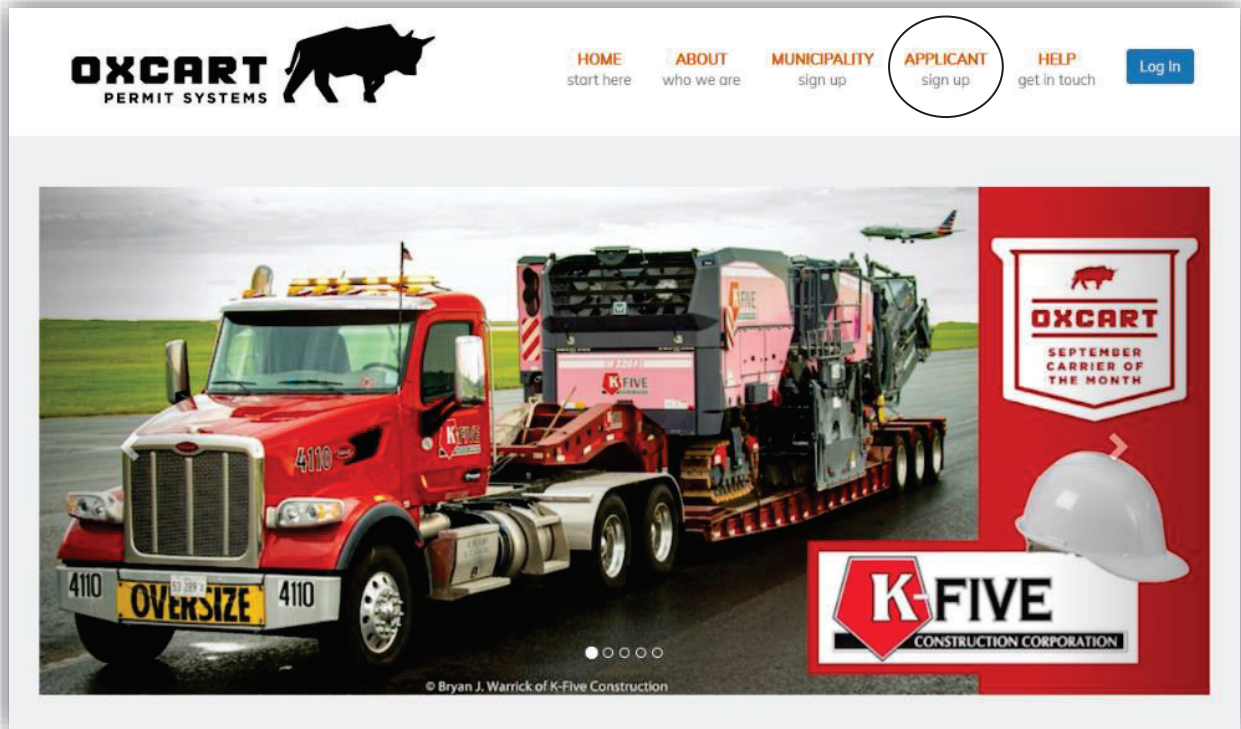 OXCART
PERMIT SYSTEMS
HOME
start here
ABOUT
who we are
MUNICIPALITY
sign up
APPLICANT
sign up
HELP
get in touch
Log In
OXCART
SEPTEMBER
CARRIER OF
THE MONTH
K-FIVE
K-FIVE
K-FIVE
4110
4110
OVERSIZE
4110
K-FIVE
CONSTRUCTION CORPORATION
© Bryan J. Warrick of K-Five Construction